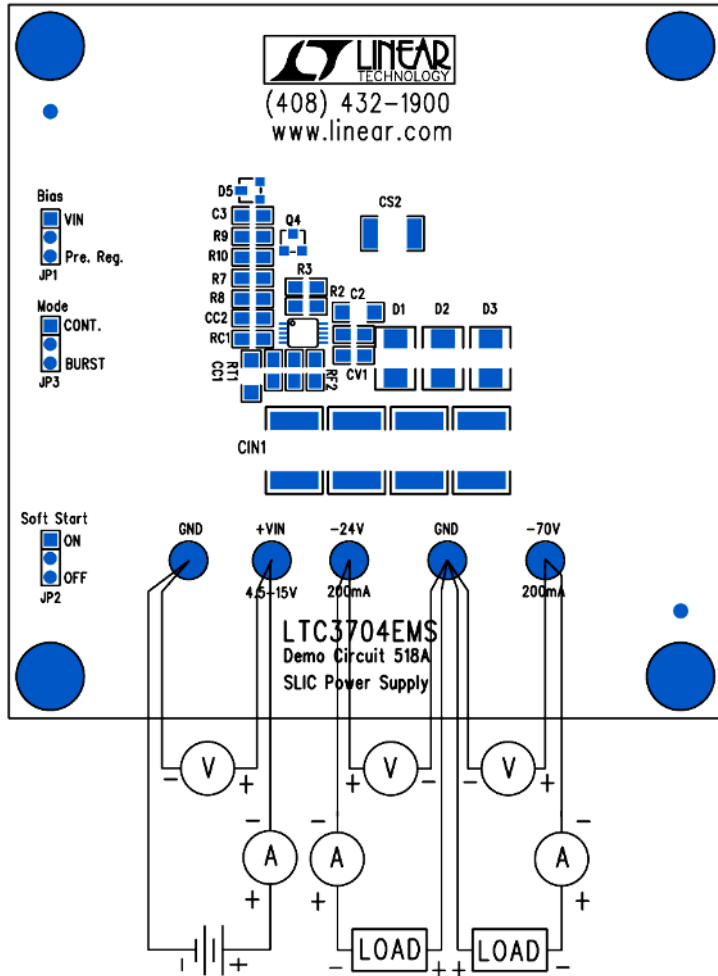 LINEAR
TECHNOLOGY
(408) 432-1900
www.linear.com
Bias
VIN
Pre. Reg.
JP1
Mode
CONT.
BURST
JP3
Soft Start
ON
OFF
JP2
D5
C3
R9
R10
R7
R8
CC2
RC1
Q4
CS2
R3
R2
C2
D1
D2
D3
RT1
CC1
RF2
CV1
CIN1
GND
+VIN
-24V
GND
-70V
4.5-15V
200mA
200mA
LTC3704EMS
Demo Circuit 518A
SLIC Power Supply
- V +
+ V -
- V +
-
A
+
-
A
+
-
A
+
- +
- LOAD +
+ LOAD -